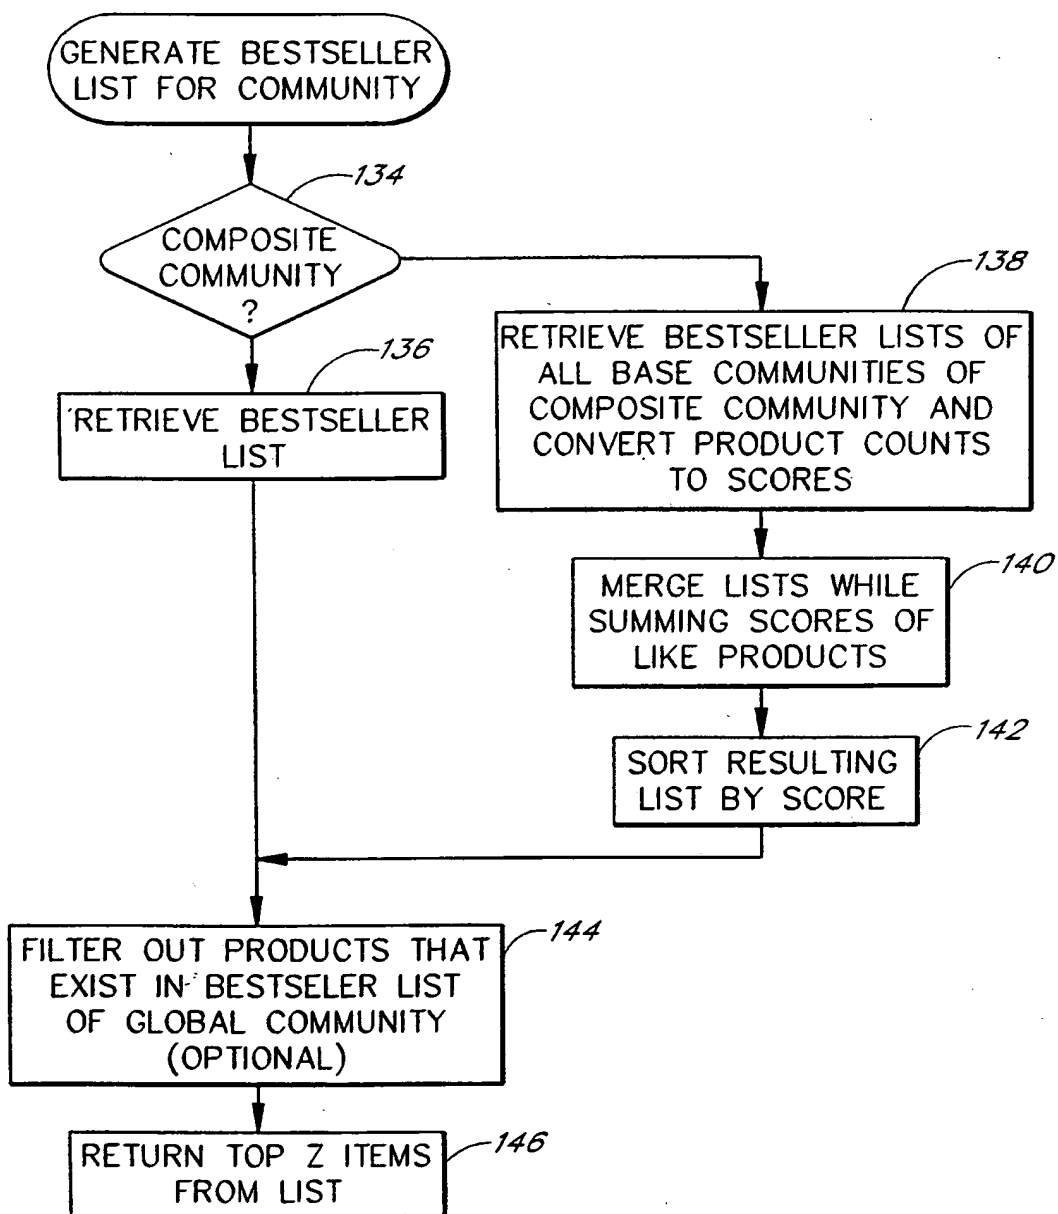 GENERATE BESTSELLER
LIST FOR COMMUNITY
134
COMPOSITE
COMMUNITY
?
136
RETRIEVE BESTSELLER
LIST
138
RETRIEVE BESTSELLER LISTS OF
ALL BASE COMMUNITIES OF
COMPOSITE COMMUNITY AND
CONVERT PRODUCT COUNTS
TO SCORES
140
MERGE LISTS WHILE
SUMMING SCORES OF
LIKE PRODUCTS
142
SORT RESULTING
LIST BY SCORE
144
FILTER OUT PRODUCTS THAT
EXIST IN BESTSELER LIST
OF GLOBAL COMMUNITY
(OPTIONAL)
146
RETURN TOP Z ITEMS
FROM LIST